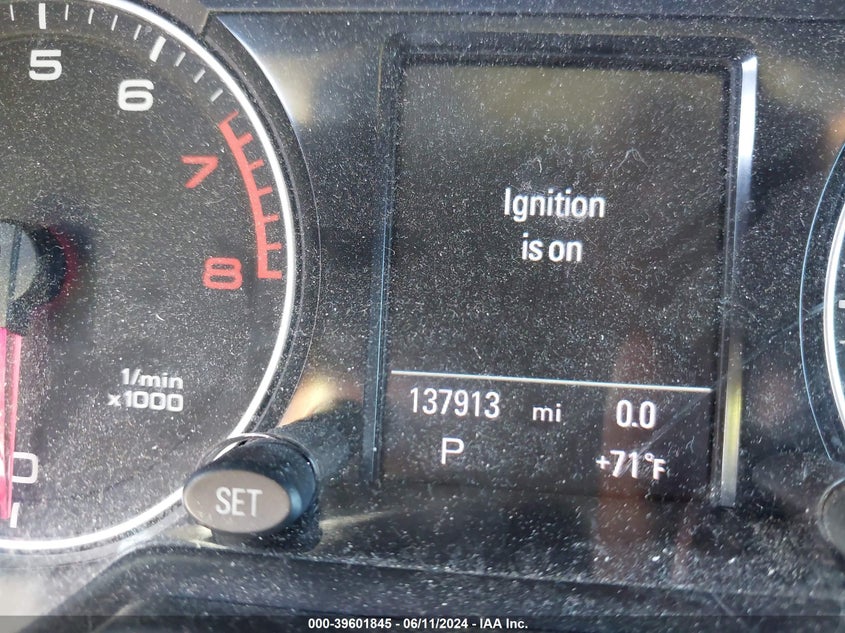 5
6
7
8
1/min
x1000
0
SET
Ignition
is on
137913 mi 0.0
P +71°F
000-39601845 - 06/11/2024 - IAA Inc.